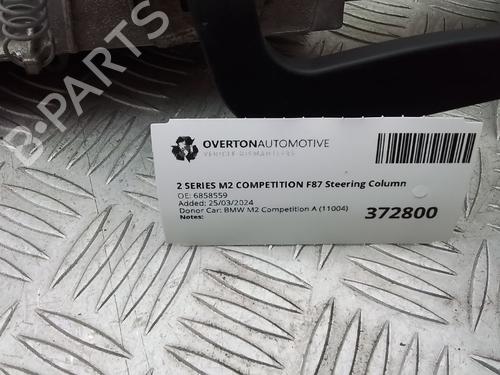 B-PARTS
OVERTONAUTOMOTIVE
VEHICLE DISMANTLERS
2 SERIES M2 COMPETITION F87 Steering Column
OE: 6858559
Added: 25/03/2024
Donor Car: BMW M2 Competition A (11004)
Notes:
372800